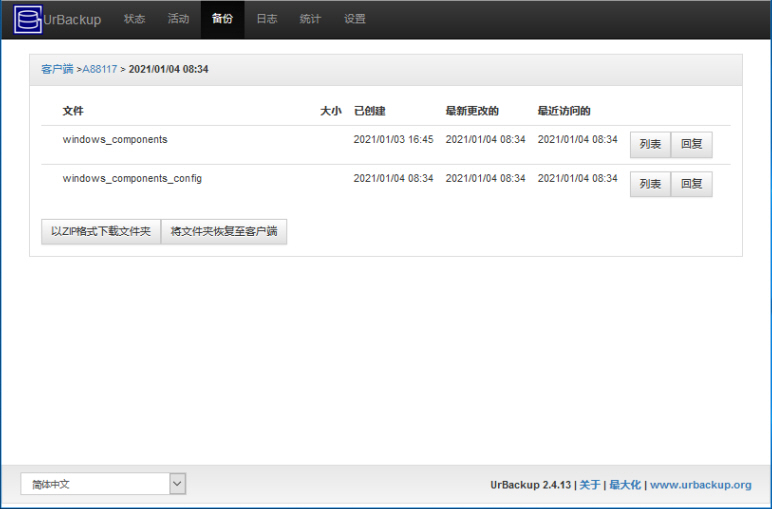 UrBackup 状态 活动 备份 日志 统计 设置
客户端 >A88117 > 2021/01/04 08:34
文件 大小 已创建 最新更改的 最近访问的
windows_components 2021/01/03 16:45 2021/01/04 08:34 2021/01/04 08:34 列表 回复
windows_components_config 2021/01/04 08:34 2021/01/04 08:34 2021/01/04 08:34 列表 回复
以ZIP格式下载文件夹 将文件夹恢复至客户端
简体中文 UrBackup 2.4.13 | 关于 | 最大化 | www.urbackup.org